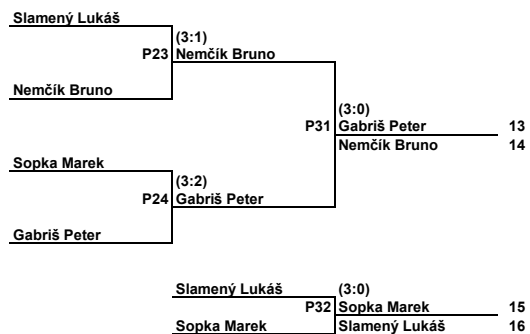 Slamený Lukáš
(3:1)
P23 Nemčík Bruno
Nemčík Bruno
(3:0)
P31 Gabriš Peter 13
Nemčík Bruno 14
Sopka Marek
(3:2)
P24 Gabriš Peter
Gabriš Peter
Slamený Lukáš (3:0)
P32 Sopka Marek 15
Sopka Marek Slamený Lukáš 16